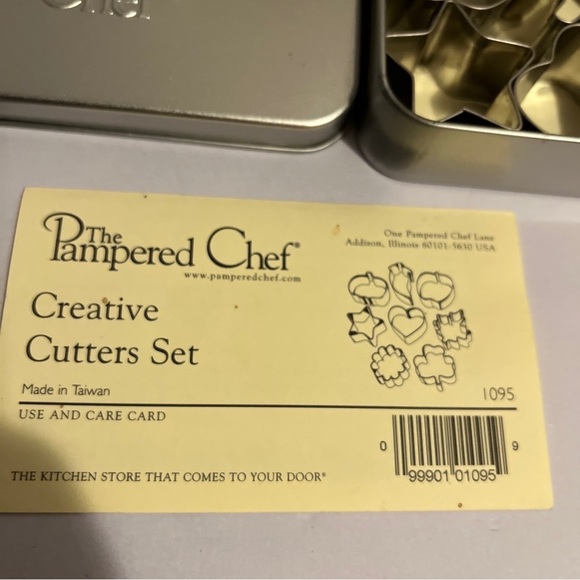 Chef
The
Pampered Chef®
www.pamperedchef.com
One Pampered Chef Lane
Addison, Illinois 60101-5630 USA
Creative
Cutters Set
Made in Taiwan
1095
USE AND CARE CARD
0 99901 01095 9
THE KITCHEN STORE THAT COMES TO YOUR DOOR®